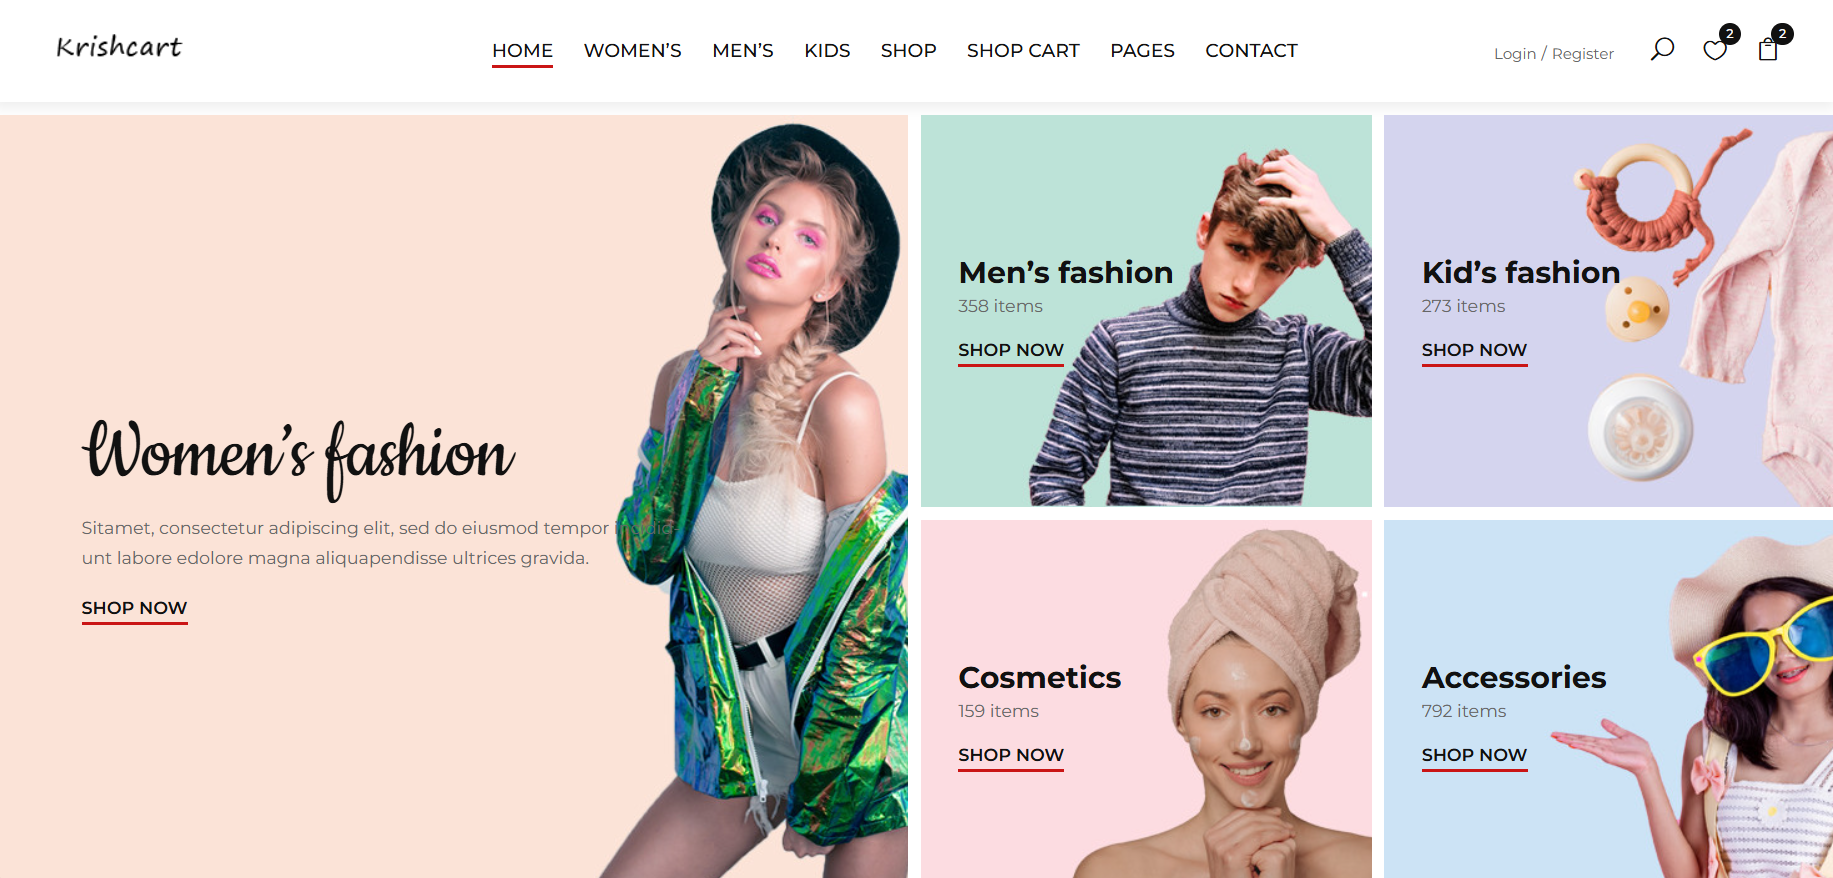 Krishcart
HOME WOMEN'S MEN'S KIDS SHOP SHOP CART PAGES CONTACT
Login / Register
2
2
Women's fashion
Sitamet, consectetur adipiscing elit, sed do eiusmod tempor
unt labore edolore magna aliquapendisse ultrices gravida.
SHOP NOW
Men's fashion
358 items
SHOP NOW
Kid's fashion
273 items
SHOP NOW
Cosmetics
159 items
SHOP NOW
Accessories
792 items
SHOP NOW